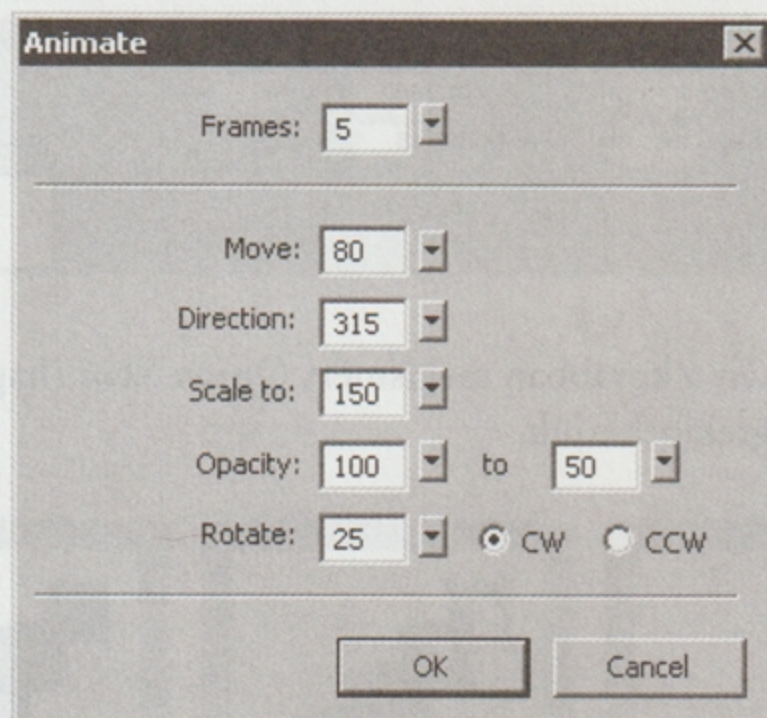 Animate
Frames: 5
Move: 80
Direction: 315
Scale to: 150
Opacity: 100 to 50
Rotate: 25 CW CCW
OK Cancel